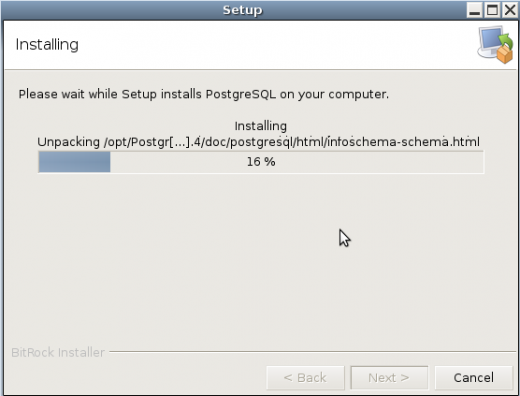 Setup
Installing
Please wait while Setup installs PostgreSQL on your computer.
Installing
Unpacking /opt/Postgr[...].4/doc/postgresql/html/infoschema-schema.html
16 %
BitRock Installer
< Back
Next >
Cancel